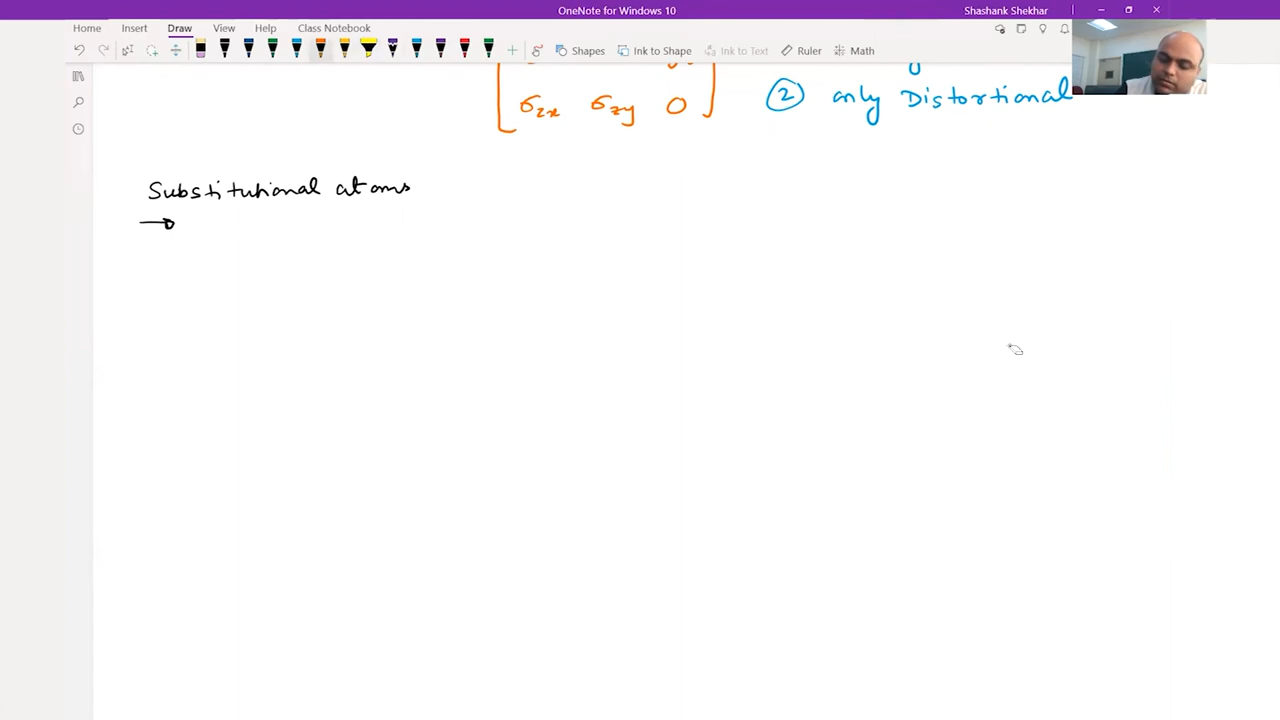 OneNote for Windows 10
Shashank Shekhar
Home Insert Draw View Help Class Notebook
Shapes Ink to Shape Ink to Text Ruler Math
σzx σzy 0
② only Distortional
Substitutional atoms